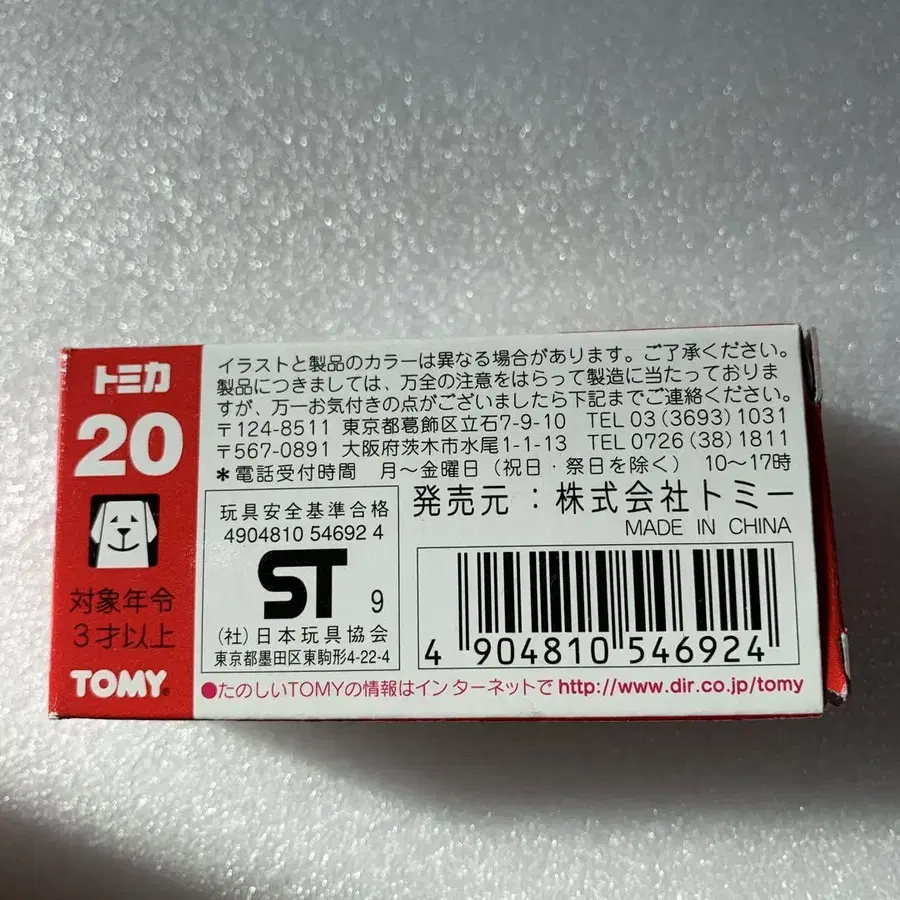 トミカ
20
対象年令
3才以上
TOMY
イラストと製品のカラーは異なる場合があります。ご了承ください。
製品につきましては、万全の注意をはらって製造に当たっておりま
すが、万一お気付きの点がございましたら下記までご連絡ください。
〒124-8511 東京都葛飾区立石7-9-10 TEL 03 (3693) 1031
〒567-0891 大阪府茨木市水尾1-1-13 TEL 0726 (38) 1811
*電話受付時間 月〜金曜日(祝日・祭日を除く) 10〜17時
玩具安全基準合格
4904810 54692 4
ST 9
(社)日本玩具協会
東京都墨田区東駒形4-22-4
発売元:株式会社トミー
MADE IN CHINA
4 904810 546924
●たのしいTOMYの情報はインターネットで http://www.dir.co.jp/tomy